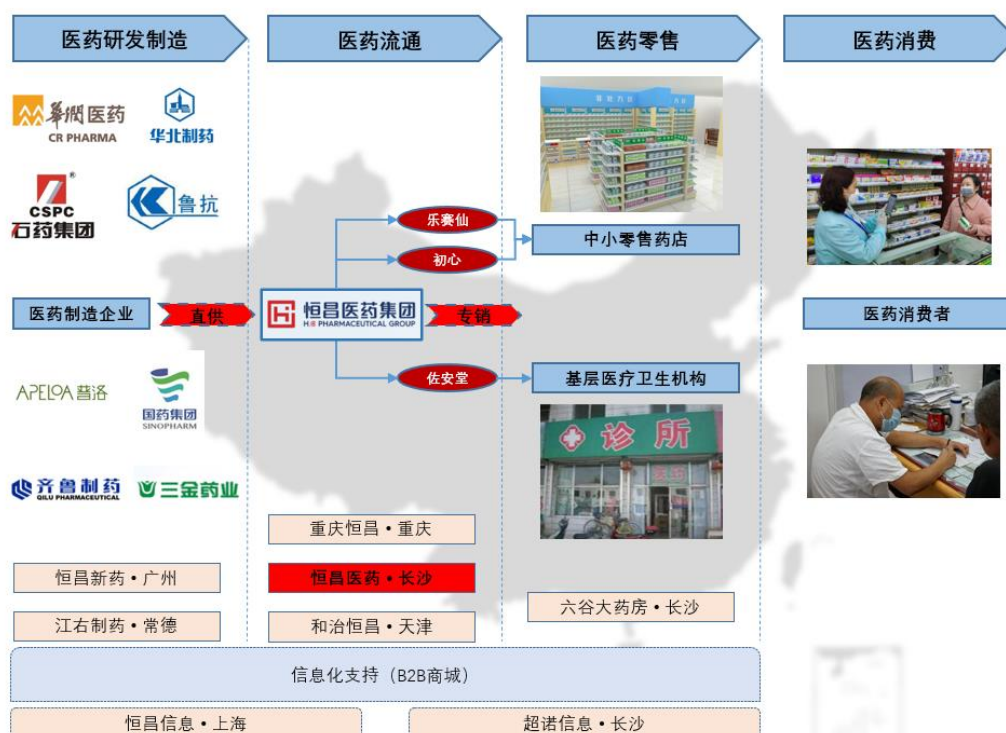 医药研发制造
医药流通
医药零售
医药消费
華潤医药
CR PHARMA
华北制药
CSPC
石药集团
鲁抗
乐赛仙
初心
中小零售药店
医药制造企业
直供
恒昌医药集团
H.B PHARMACEUTICAL GROUP
专销
医药消费者
佐安堂
基层医疗卫生机构
APELOA 普洛
国药集团
SINOPHARM
诊所
医药
齐鲁制药
QILU PHARMACEUTICAL
三金药业
重庆恒昌•重庆
恒昌新药•广州
恒昌医药•长沙
六谷大药房•长沙
江右制药•常德
和治恒昌•天津
信息化支持（B2B商城）
恒昌信息•上海
超诺信息•长沙